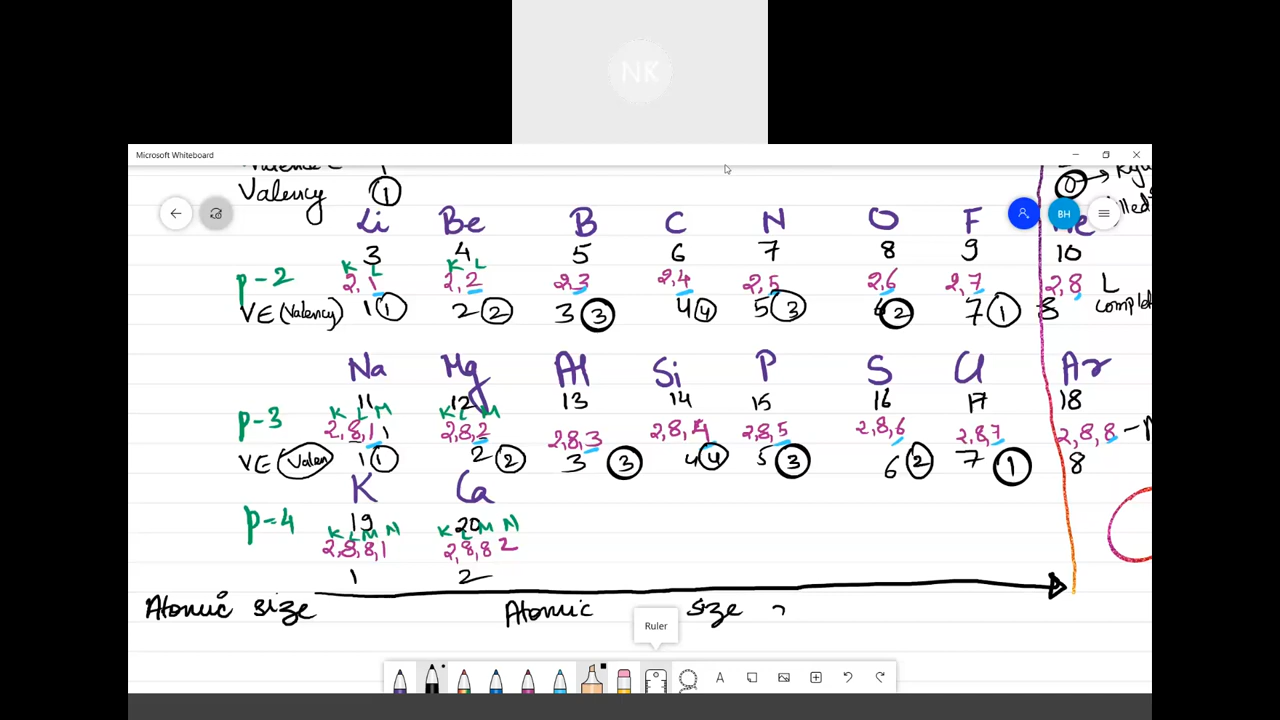 NK
Microsoft Whiteboard
Valency 1
Li Be B C N O F Ne
BH
3 4 5 6 7 8 9 10
K L K L
p-2 2,1 2,2 2,3 2,4 2,5 2,6 2,7 2,8 L
VE (Valency) 1 1 2 2 3 3 4 4 5 3 6 2 7 1 8
Na Mg Al Si P S Cl Ar
11 12 13 14 15 16 17 18
K L M K L M
p-3 2,8,1 1 2,8,2 2,8,3 2,8,4 2,8,5 2,8,6 2,8,7 2,8,8 -
VE (Valen) 1 1 2 2 3 3 4 4 5 3 6 2 7 1 8
K Ca
p=4 19 20
K L M N K L M N
2,8,8,1 2,8,8 2
1 2
Atomic size Atomic size
Ruler
A